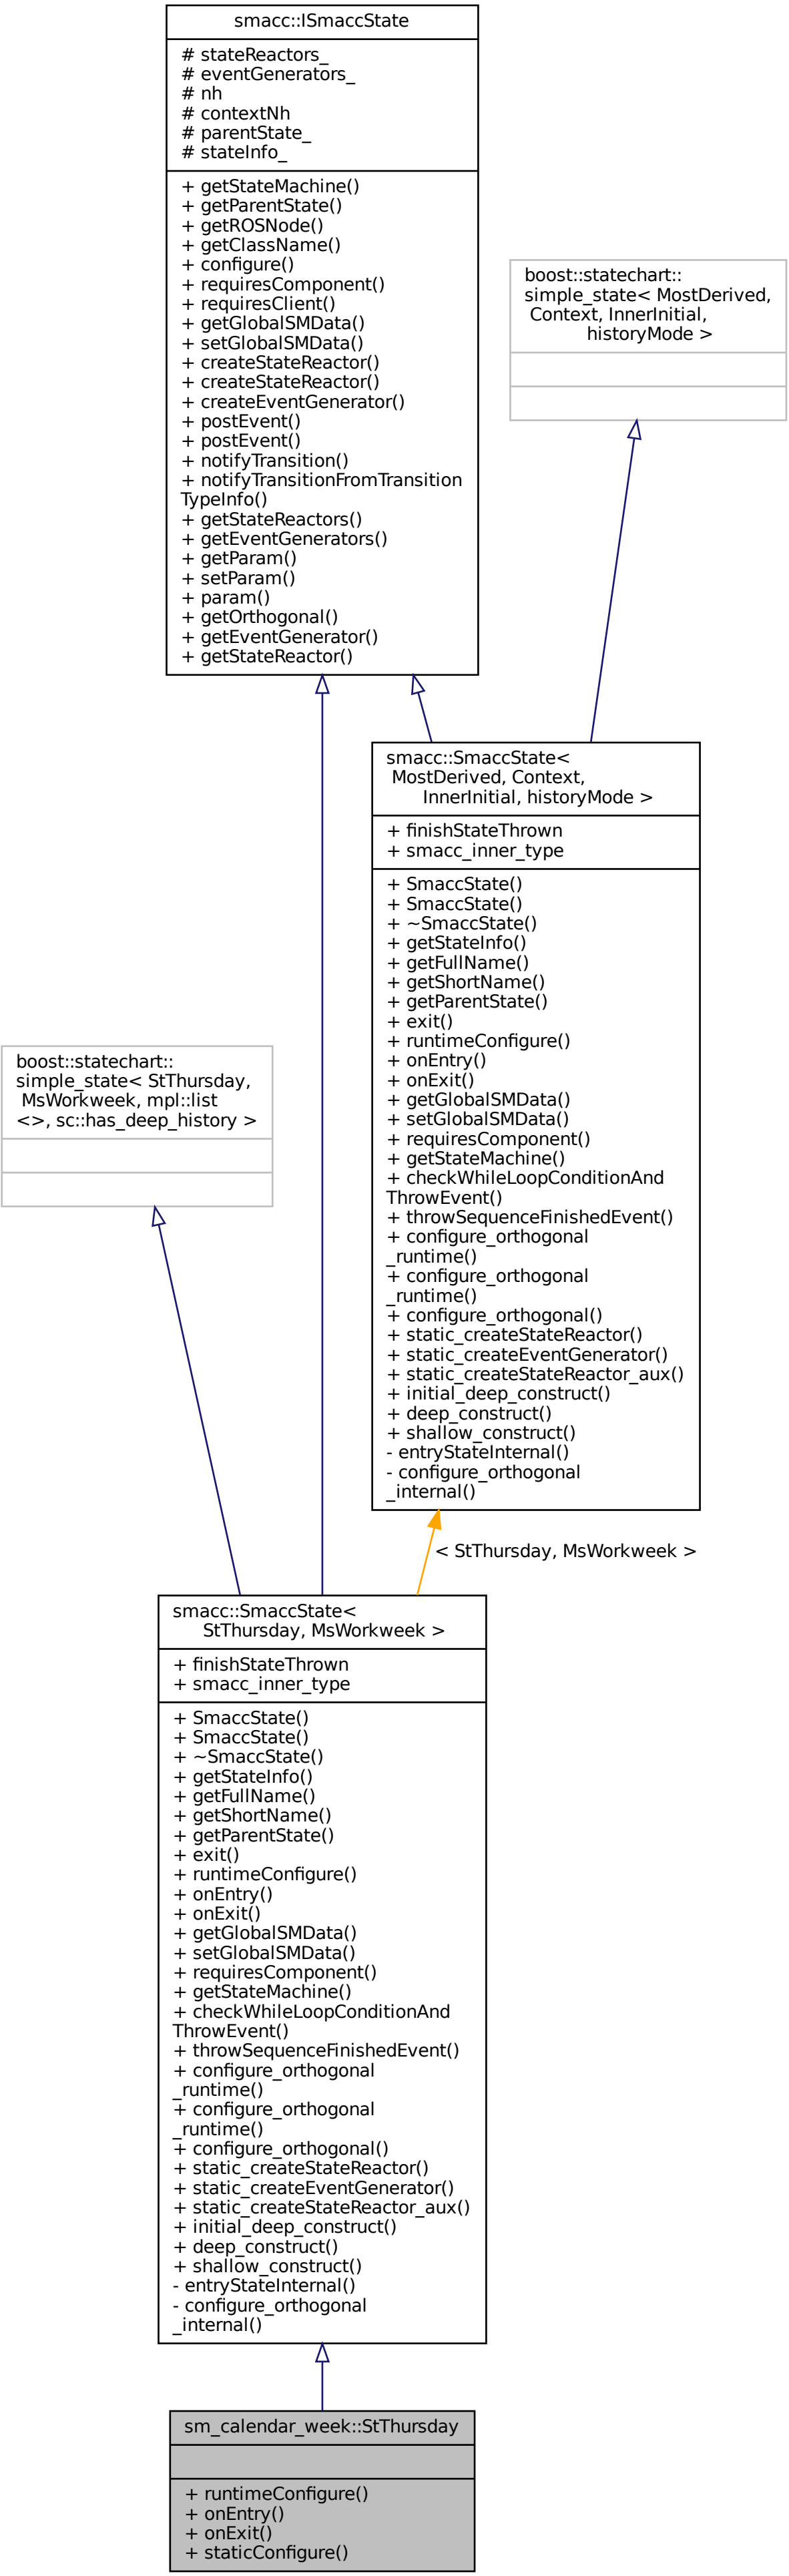 smacc::ISmaccState
# stateReactors_
# eventGenerators_
# nh
# contextNh
# parentState_
# stateInfo_
+ getStateMachine()
+ getParentState()
+ getROSNode()
+ getClassName()
+ configure()
+ requiresComponent()
+ requiresClient()
+ getGlobalSMData()
+ setGlobalSMData()
+ createStateReactor()
+ createStateReactor()
+ createEventGenerator()
+ postEvent()
+ postEvent()
+ notifyTransition()
+ notifyTransitionFromTransition
TypeInfo()
+ getStateReactors()
+ getEventGenerators()
+ getParam()
+ setParam()
+ param()
+ getOrthogonal()
+ getEventGenerator()
+ getStateReactor()
boost::statechart::
simple_state< MostDerived,
Context, InnerInitial,
historyMode >
smacc::SmaccState<
MostDerived, Context,
InnerInitial, historyMode >
+ finishStateThrown
+ smacc_inner_type
+ SmaccState()
+ SmaccState()
+ ~SmaccState()
+ getStateInfo()
+ getFullName()
+ getShortName()
+ getParentState()
+ exit()
+ runtimeConfigure()
+ onEntry()
+ onExit()
+ getGlobalSMData()
+ setGlobalSMData()
+ requiresComponent()
+ getStateMachine()
+ checkWhileLoopConditionAnd
ThrowEvent()
+ throwSequenceFinishedEvent()
+ configure_orthogonal
_runtime()
+ configure_orthogonal
_runtime()
+ configure_orthogonal()
+ static_createStateReactor()
+ static_createEventGenerator()
+ static_createStateReactor_aux()
+ initial_deep_construct()
+ deep_construct()
+ shallow_construct()
- entryStateInternal()
- configure_orthogonal
_internal()
boost::statechart::
simple_state< StThursday,
MsWorkweek, mpl::list
<>, sc::has_deep_history >
< StThursday, MsWorkweek >
smacc::SmaccState<
StThursday, MsWorkweek >
+ finishStateThrown
+ smacc_inner_type
+ SmaccState()
+ SmaccState()
+ ~SmaccState()
+ getStateInfo()
+ getFullName()
+ getShortName()
+ getParentState()
+ exit()
+ runtimeConfigure()
+ onEntry()
+ onExit()
+ getGlobalSMData()
+ setGlobalSMData()
+ requiresComponent()
+ getStateMachine()
+ checkWhileLoopConditionAnd
ThrowEvent()
+ throwSequenceFinishedEvent()
+ configure_orthogonal
_runtime()
+ configure_orthogonal
_runtime()
+ configure_orthogonal()
+ static_createStateReactor()
+ static_createEventGenerator()
+ static_createStateReactor_aux()
+ initial_deep_construct()
+ deep_construct()
+ shallow_construct()
- entryStateInternal()
- configure_orthogonal
_internal()
sm_calendar_week::StThursday
+ runtimeConfigure()
+ onEntry()
+ onExit()
+ staticConfigure()